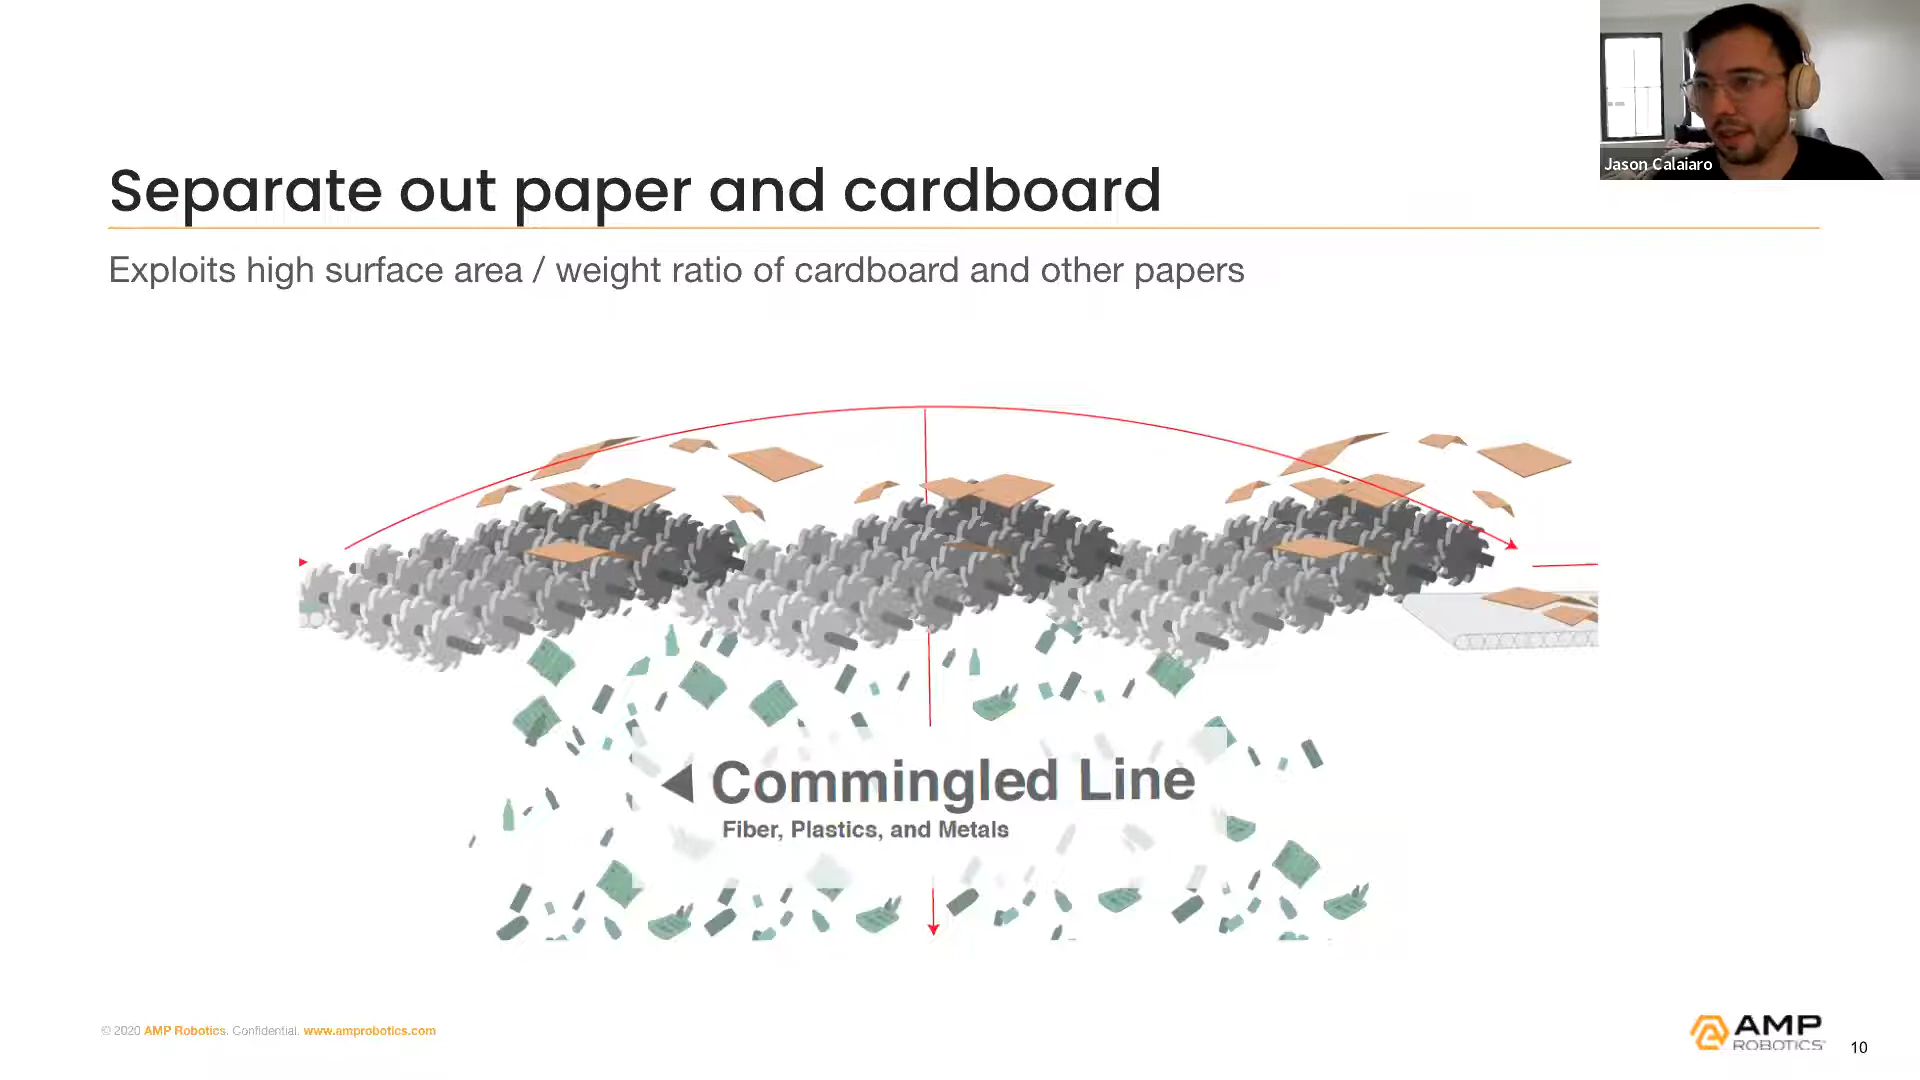 Jason Calaiaro
Separate out paper and cardboard
Exploits high surface area / weight ratio of cardboard and other papers
Commingled Line
Fiber, Plastics, and Metals
© 2020 AMP Robotics. Confidential. www.amprobotics.com
AMP
ROBOTICS
10